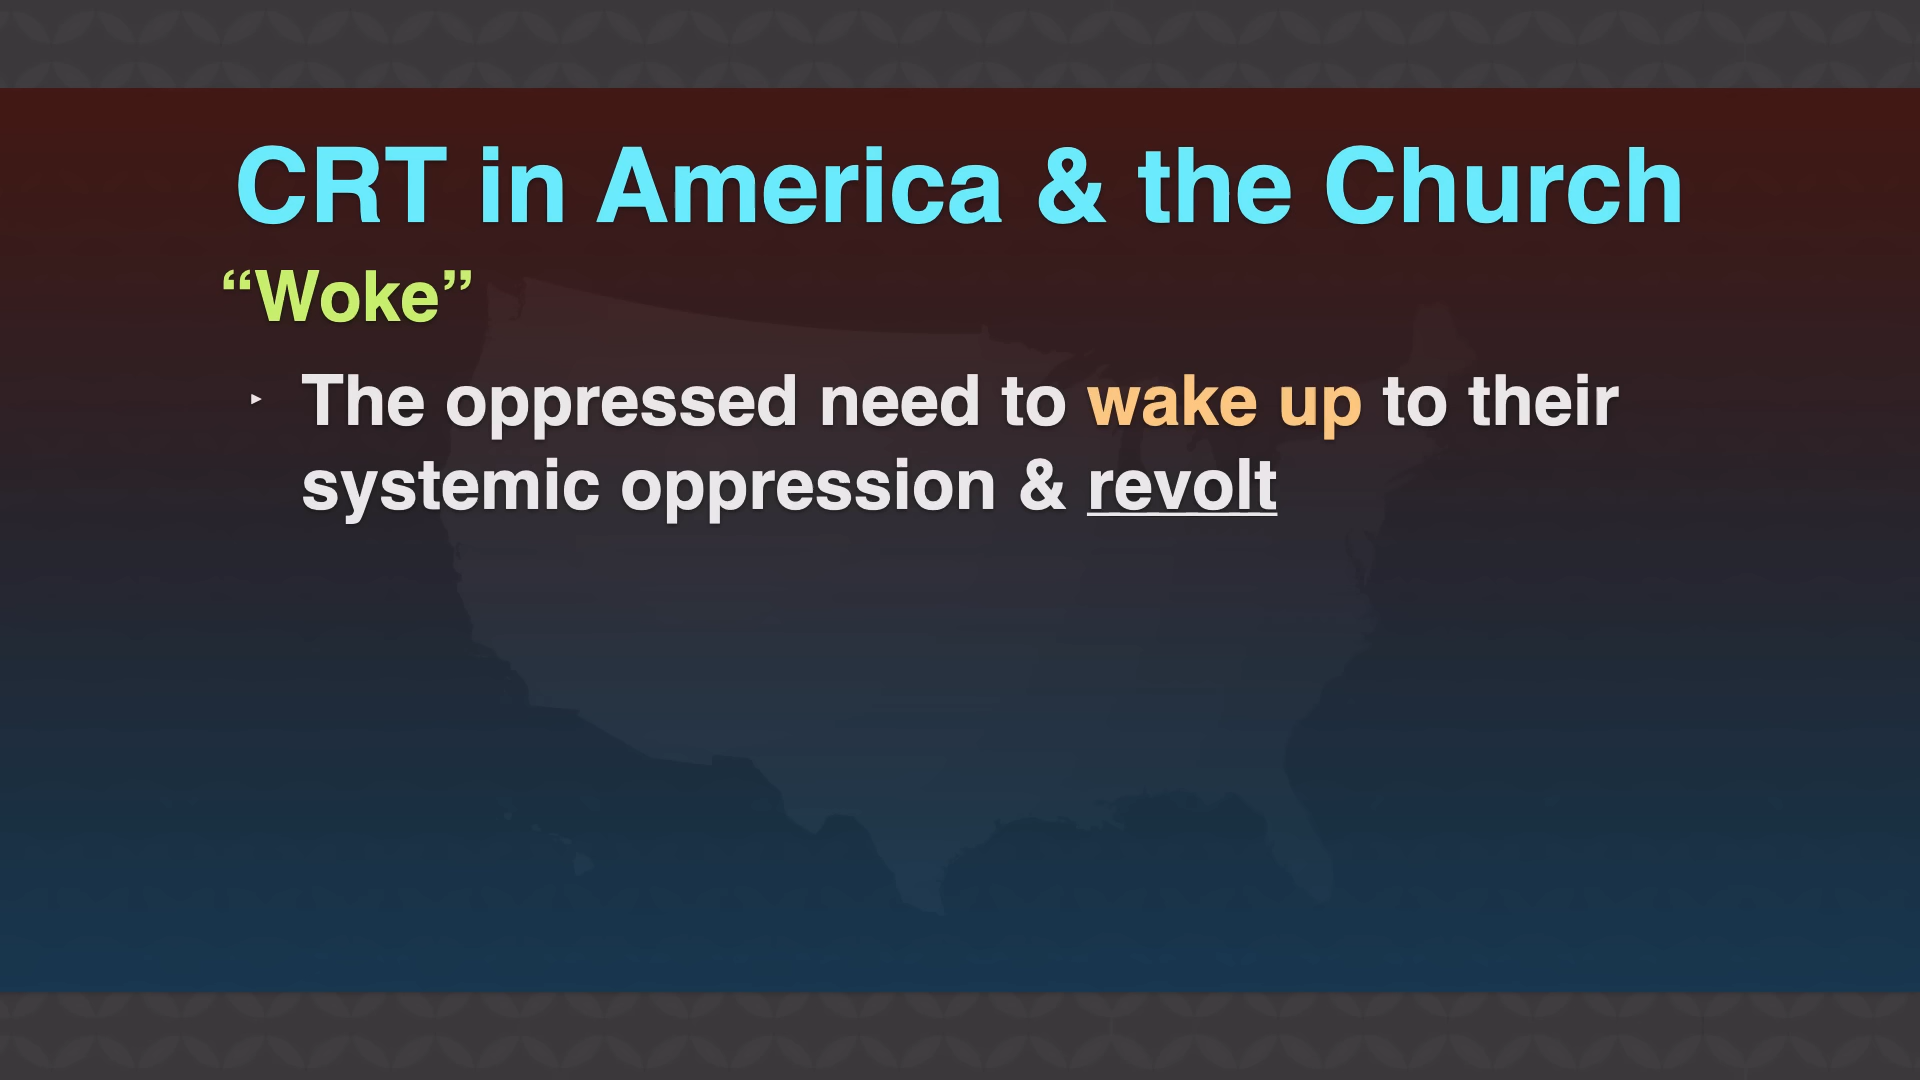 CRT in America & the Church
“Woke”
‣ The oppressed need to wake up to their
systemic oppression & revolt